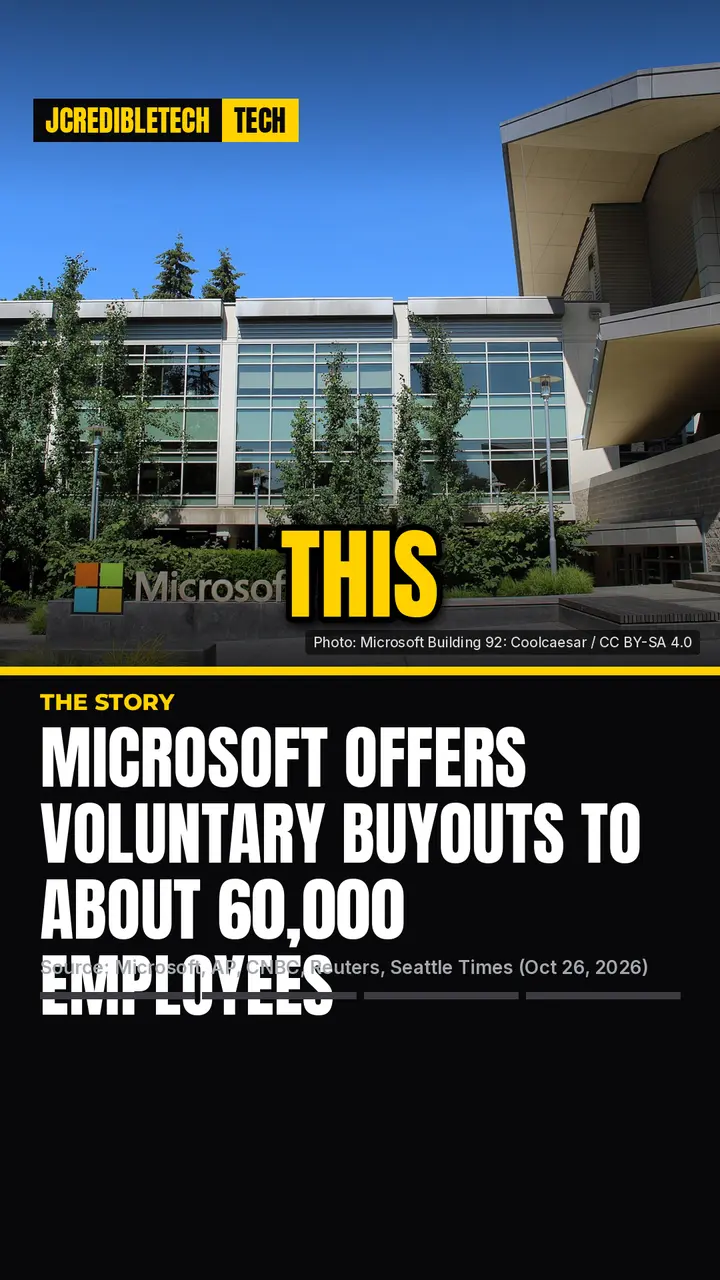 JCREDIBLETECH TECH
Microsof
THIS
Photo: Microsoft Building 92: Coolcaesar / CC BY-SA 4.0
THE STORY
MICROSOFT OFFERS
VOLUNTARY BUYOUTS TO
ABOUT 60,000
EMPLOYEES
Source: Microsoft, AP, CNBC, Reuters, Seattle Times (Oct 26, 2026)